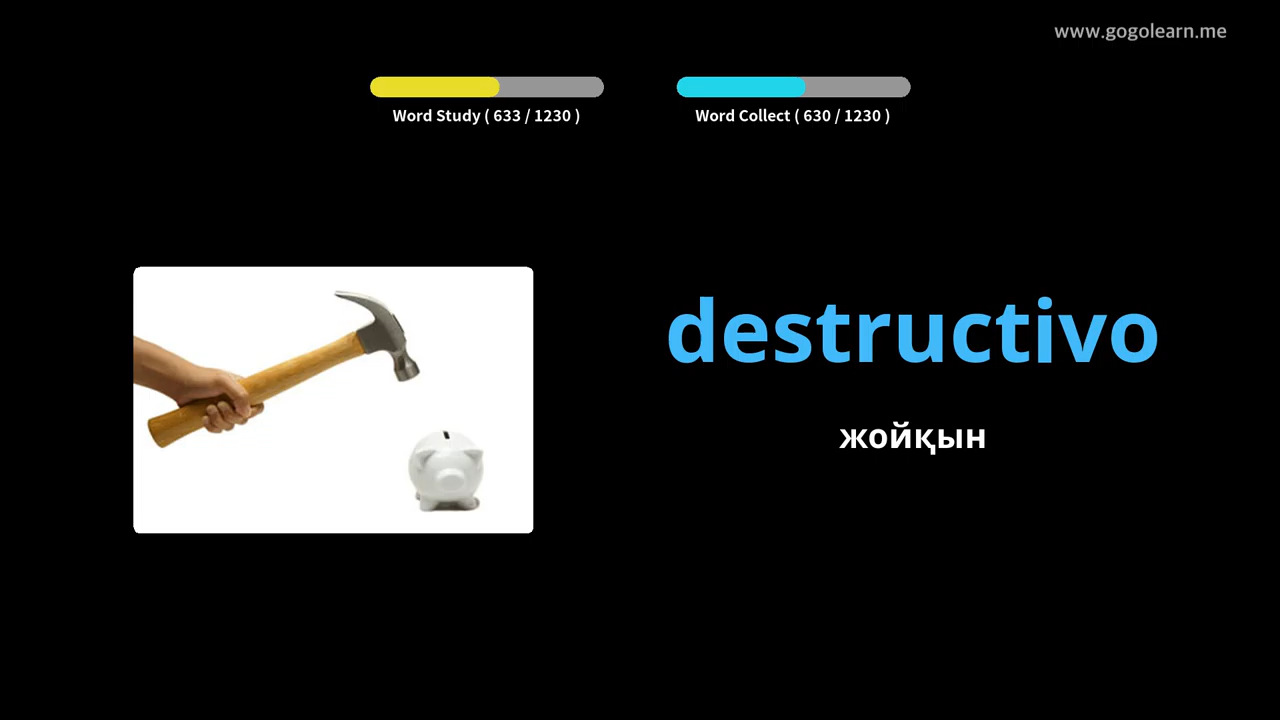 www.gogolearn.me
Word Study ( 633 / 1230 )
Word Collect ( 630 / 1230 )
destructivo
жойқын